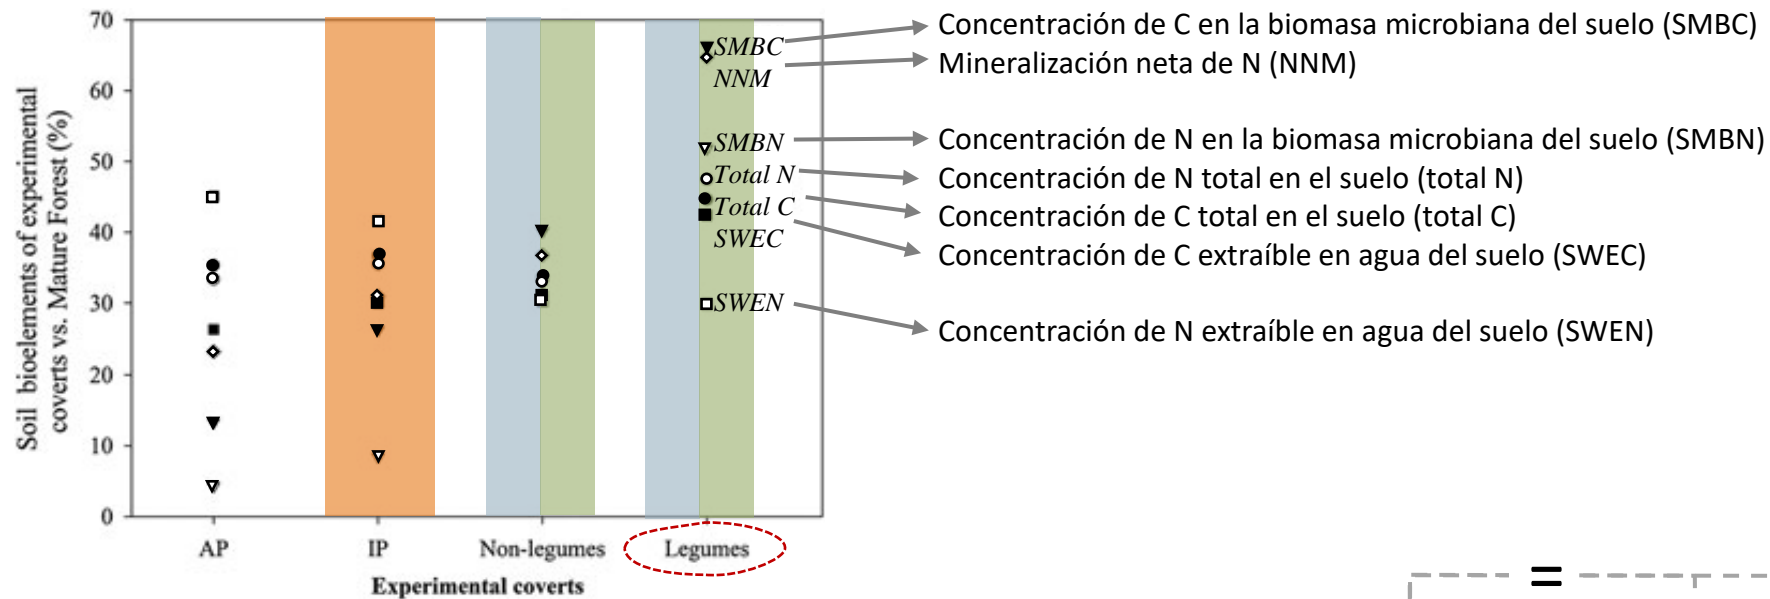 70
60
50
40
30
20
10
0
Soil bioelements of experimental
coverts vs. Mature Forest (%)
AP
IP
Non-legumes
Legumes
Experimental coverts
SMBC
NNM
SMBN
Total N
Total C
SWEC
SWEN
Concentración de C en la biomasa microbiana del suelo (SMBC)
Mineralización neta de N (NNM)
Concentración de N en la biomasa microbiana del suelo (SMBN)
Concentración de N total en el suelo (total N)
Concentración de C total en el suelo (total C)
Concentración de C extraíble en agua del suelo (SWEC)
Concentración de N extraíble en agua del suelo (SWEN)
=